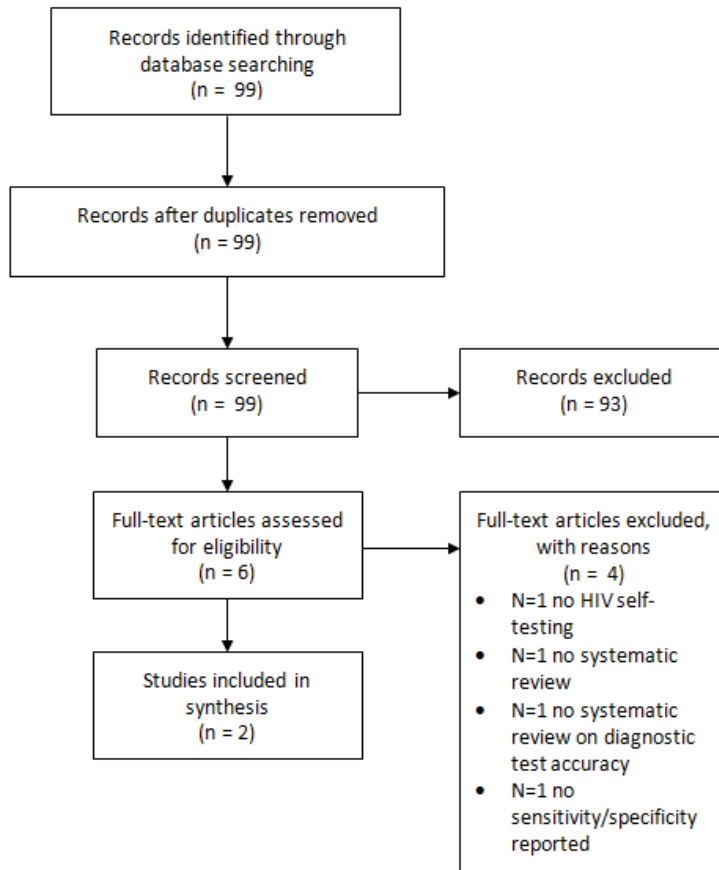 Records identified through
database searching
(n = 99)
Records after duplicates removed
(n = 99)
Records screened
(n = 99)
Records excluded
(n = 93)
Full-text articles assessed
for eligibility
(n = 6)
Full-text articles excluded,
with reasons
(n = 4)
• N=1 no HIV self-
testing
• N=1 no systematic
review
• N=1 no systematic
review on diagnostic
test accuracy
• N=1 no
sensitivity/specificity
reported
Studies included in
synthesis
(n = 2)